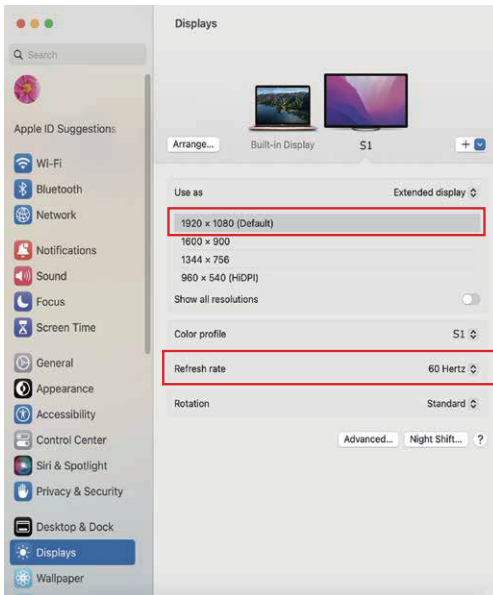 Displays
Search
Apple ID Suggestions
Wi-Fi
Bluetooth
Network
Notifications
Sound
Focus
Screen Time
General
Appearance
Accessibility
Control Center
Siri & Spotlight
Privacy & Security
Desktop & Dock
Displays
Wallpaper
Arrange...
Built-in Display
S1
+
Use as Extended display
1920 × 1080 (Default)
1600 × 900
1344 × 756
960 × 540 (HiDPI)
Show all resolutions
Color profile S1
Refresh rate 60 Hertz
Rotation Standard
Advanced... Night Shift... ?